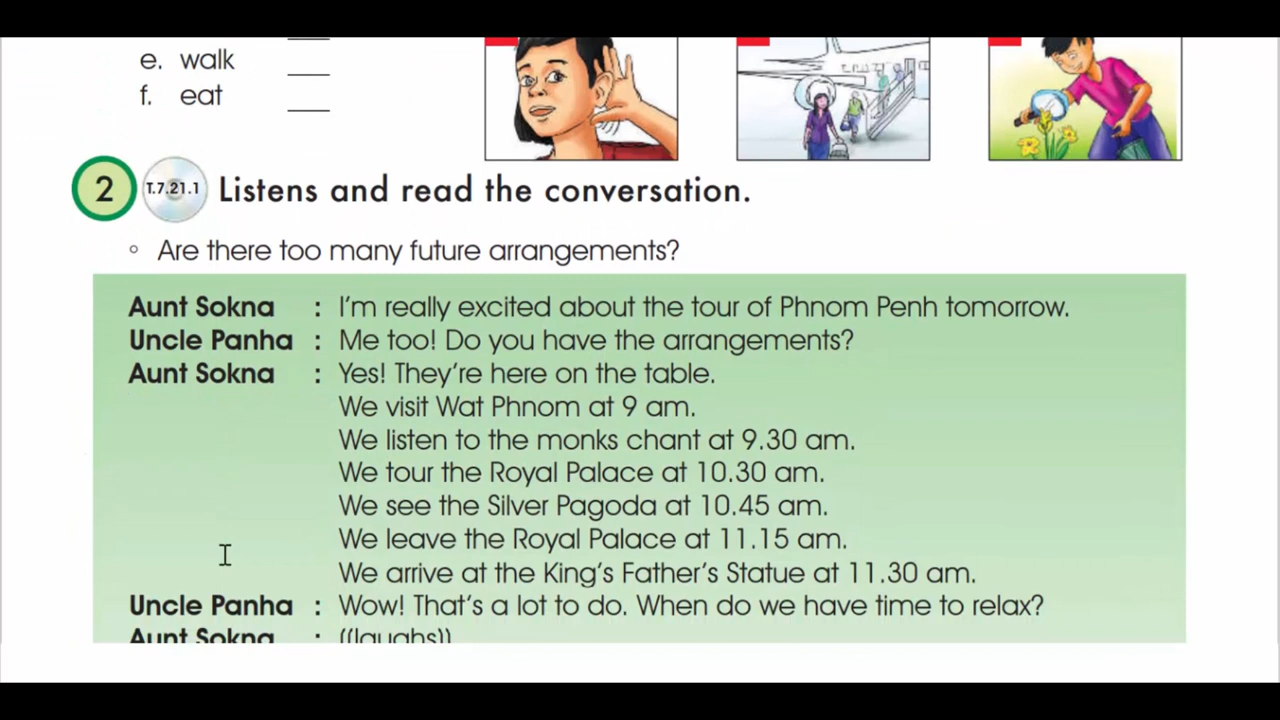 e. walk ___
f. eat ___
2 T.7.21.1 Listens and read the conversation.
° Are there too many future arrangements?
Aunt Sokna : I'm really excited about the tour of Phnom Penh tomorrow.
Uncle Panha : Me too! Do you have the arrangements?
Aunt Sokna : Yes! They're here on the table.
We visit Wat Phnom at 9 am.
We listen to the monks chant at 9.30 am.
We tour the Royal Palace at 10.30 am.
We see the Silver Pagoda at 10.45 am.
We leave the Royal Palace at 11.15 am.
We arrive at the King's Father's Statue at 11.30 am.
Uncle Panha : Wow! That's a lot to do. When do we have time to relax?
Aunt Sokna : ((laughs))